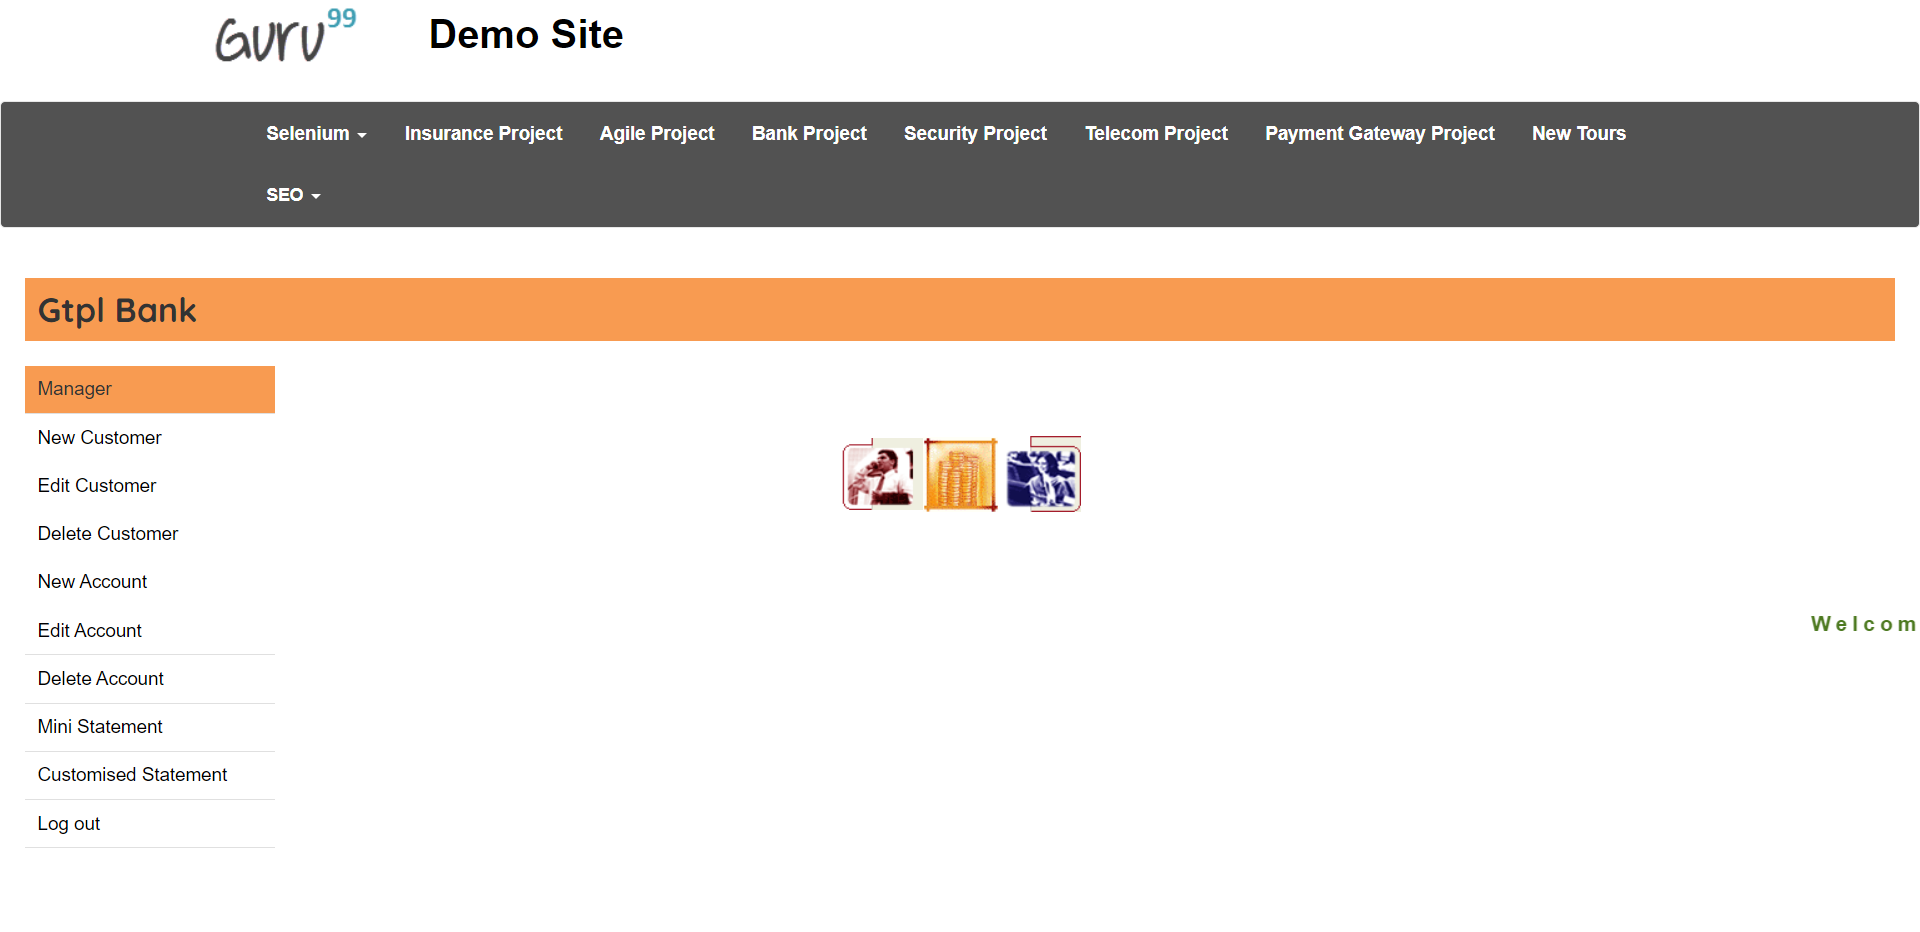 Guru99
Demo Site
Selenium
Insurance Project
Agile Project
Bank Project
Security Project
Telecom Project
Payment Gateway Project
New Tours
SEO
Gtpl Bank
Manager
New Customer
Edit Customer
Delete Customer
New Account
Edit Account
Welcom
Delete Account
Mini Statement
Customised Statement
Log out